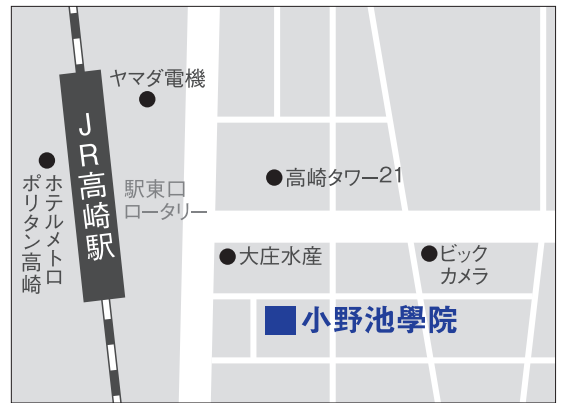 ヤマダ電機
JR高崎駅
ホテルメトロ
ポリタン高崎
駅東口
ロータリー
高崎タワー21
大庄水産
ビック
カメラ
小野池學院